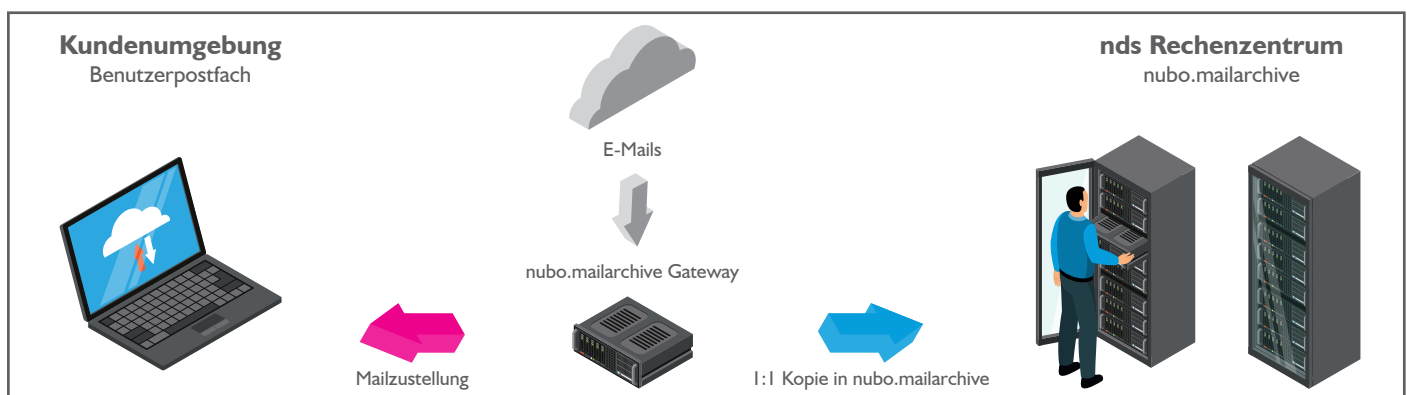 Kundenumgebung
Benutzerpostfach
nds Rechenzentrum
nubo.mailarchive
E-Mails
nubo.mailarchive Gateway
Mailzustellung
1:1 Kopie in nubo.mailarchive